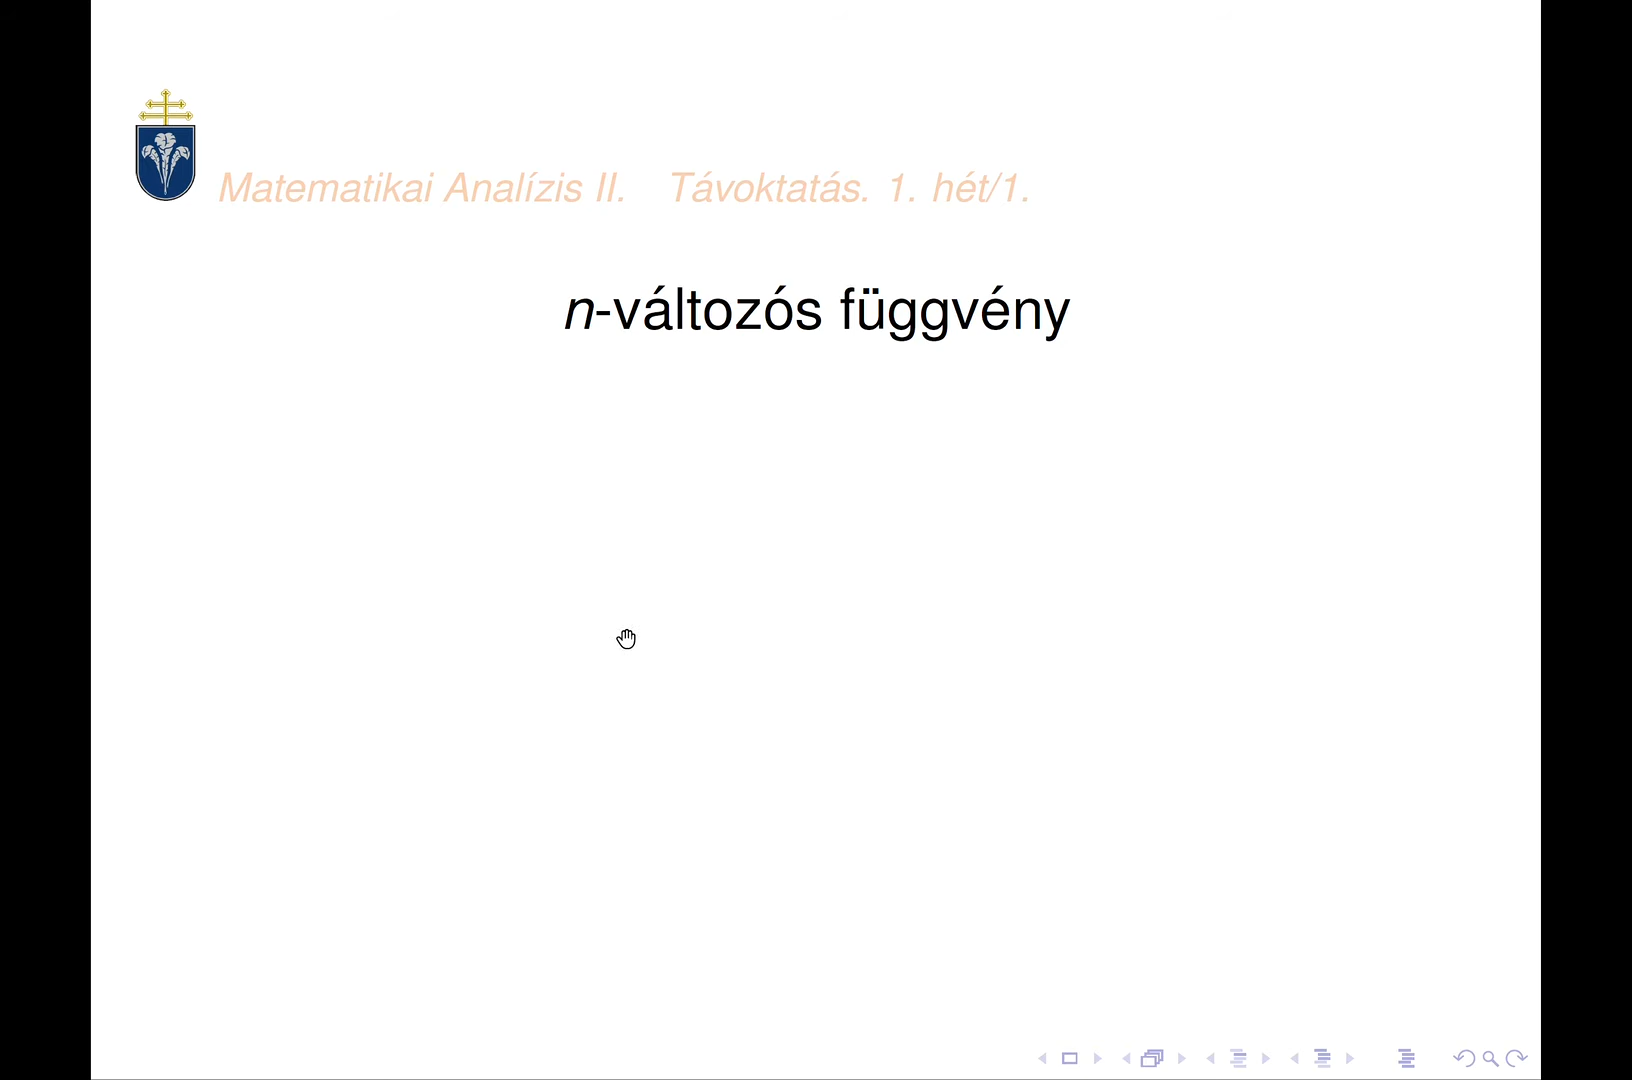 Matematikai Analízis II. Távoktatás. 1. hét/1.
n-változós függvény